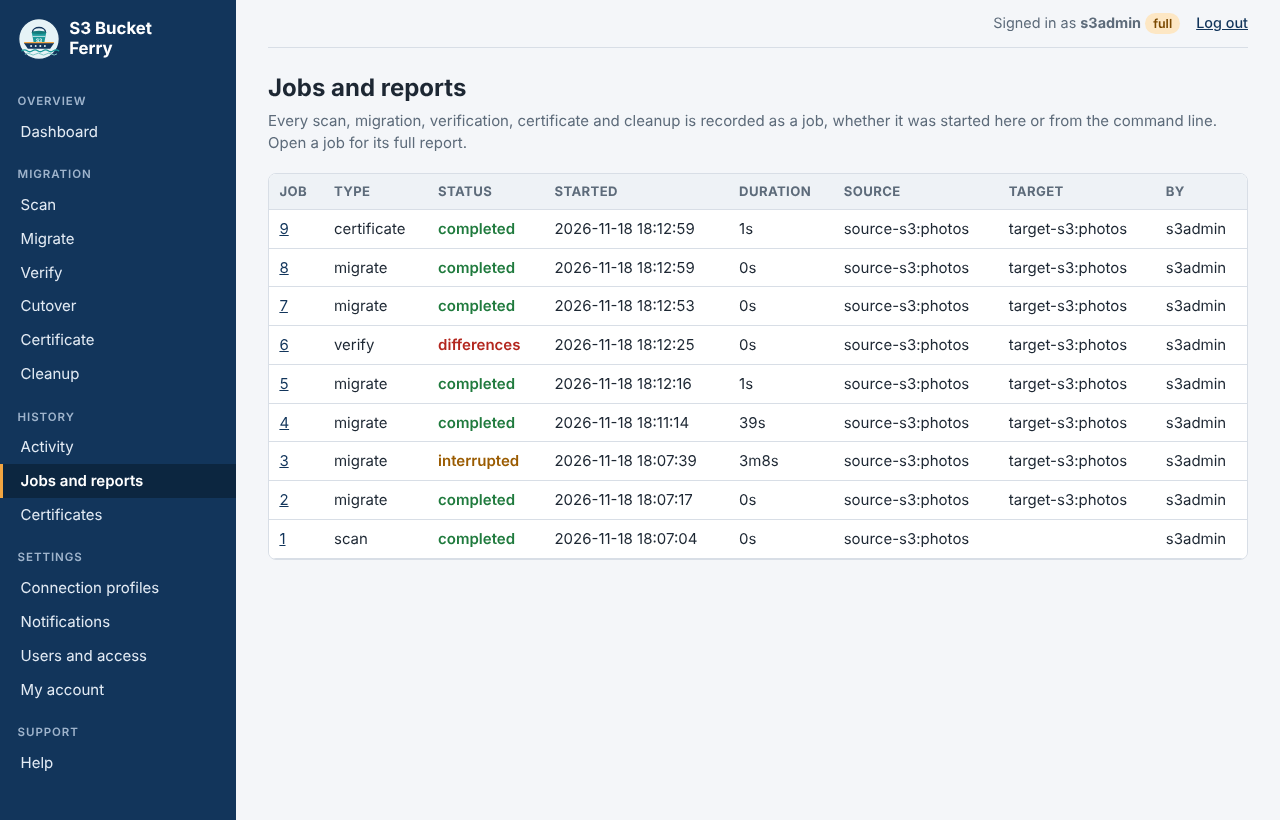 S3 Bucket
Ferry
OVERVIEW
Dashboard
MIGRATION
Scan
Migrate
Verify
Cutover
Certificate
Cleanup
HISTORY
Activity
Jobs and reports
Certificates
SETTINGS
Connection profiles
Notifications
Users and access
My account
SUPPORT
Help
Signed in as s3admin full Log out
Jobs and reports
Every scan, migration, verification, certificate and cleanup is recorded as a job, whether it was started here or from the command line.
Open a job for its full report.
JOB TYPE STATUS STARTED DURATION SOURCE TARGET BY
9 certificate completed 2026-11-18 18:12:59 1s source-s3:photos target-s3:photos s3admin
8 migrate completed 2026-11-18 18:12:59 0s source-s3:photos target-s3:photos s3admin
7 migrate completed 2026-11-18 18:12:53 0s source-s3:photos target-s3:photos s3admin
6 verify differences 2026-11-18 18:12:25 0s source-s3:photos target-s3:photos s3admin
5 migrate completed 2026-11-18 18:12:16 1s source-s3:photos target-s3:photos s3admin
4 migrate completed 2026-11-18 18:11:14 39s source-s3:photos target-s3:photos s3admin
3 migrate interrupted 2026-11-18 18:07:39 3m8s source-s3:photos target-s3:photos s3admin
2 migrate completed 2026-11-18 18:07:17 0s source-s3:photos target-s3:photos s3admin
1 scan completed 2026-11-18 18:07:04 0s source-s3:photos s3admin